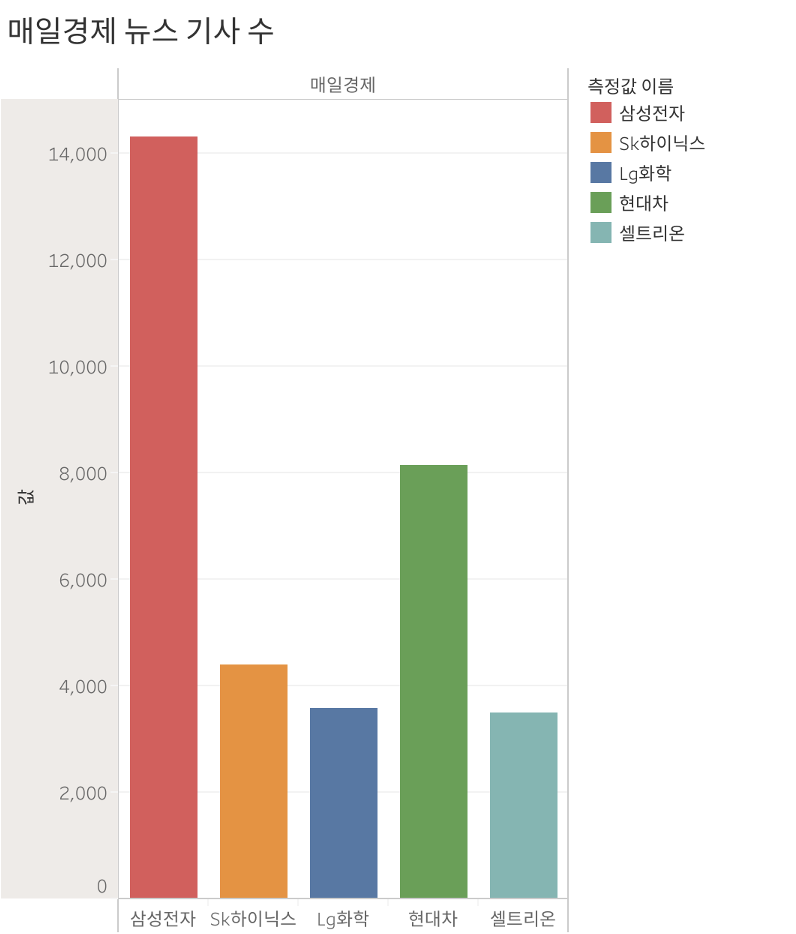 매일경제 뉴스 기사 수
매일경제
측정값 이름
삼성전자
Sk하이닉스
Lg화학
현대차
셀트리온
14,000
12,000
10,000
8,000
6,000
4,000
2,000
0
값
삼성전자 Sk하이닉스 Lg화학 현대차 셀트리온